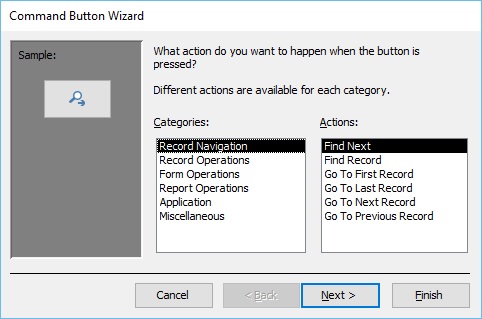 Command Button Wizard
Sample:
What action do you want to happen when the button is
pressed?
Different actions are available for each category.
Categories:
Record Navigation
Record Operations
Form Operations
Report Operations
Application
Miscellaneous
Actions:
Find Next
Find Record
Go To First Record
Go To Last Record
Go To Next Record
Go To Previous Record
Cancel
< Back
Next >
Finish